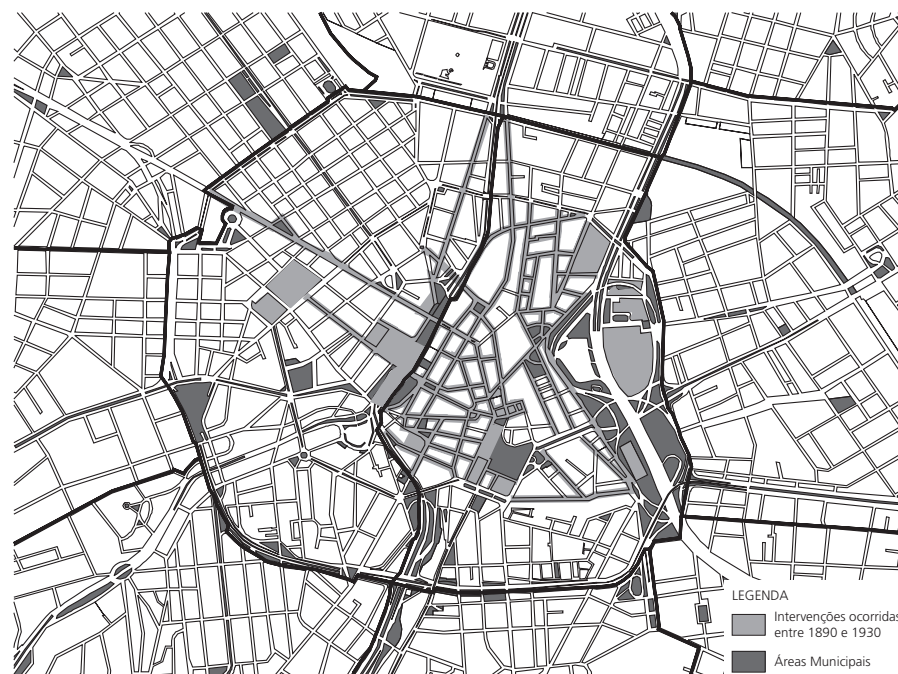 LEGENDA
Intervenções ocorridas
entre 1890 e 1930
Áreas Municipais